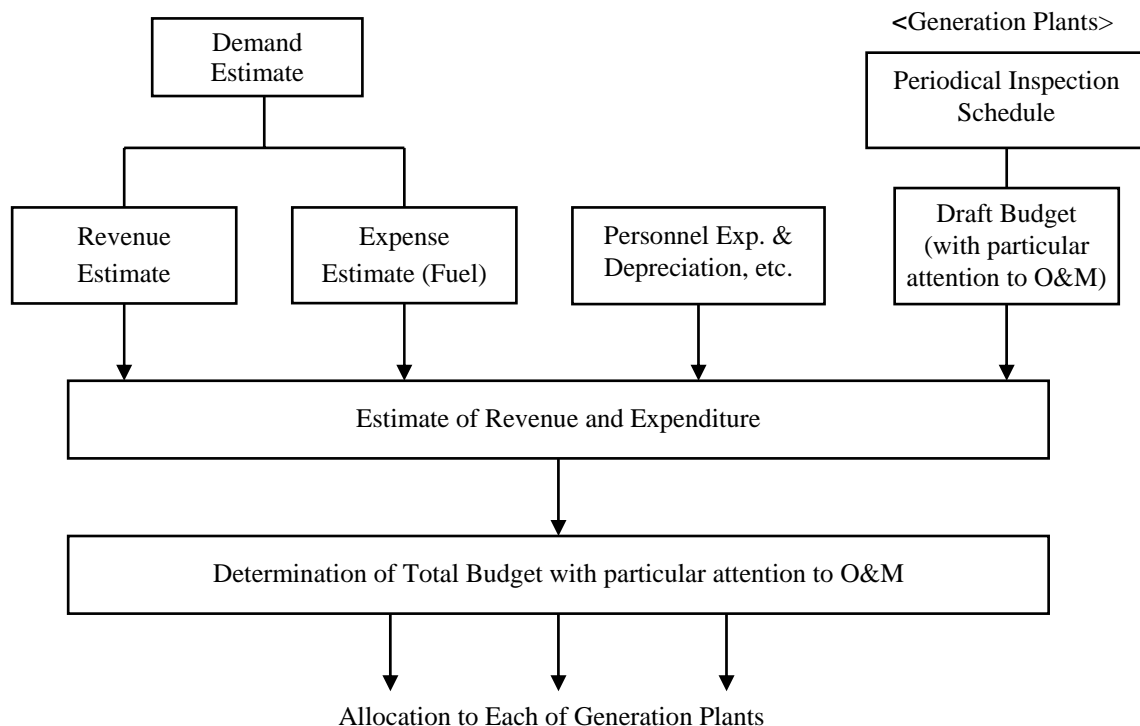 Demand
Estimate
<Generation Plants>
Periodical Inspection
Schedule
Revenue
Estimate
Expense
Estimate (Fuel)
Personnel Exp. &
Depreciation, etc.
Draft Budget
(with particular
attention to O&M)
Estimate of Revenue and Expenditure
Determination of Total Budget with particular attention to O&M
Allocation to Each of Generation Plants